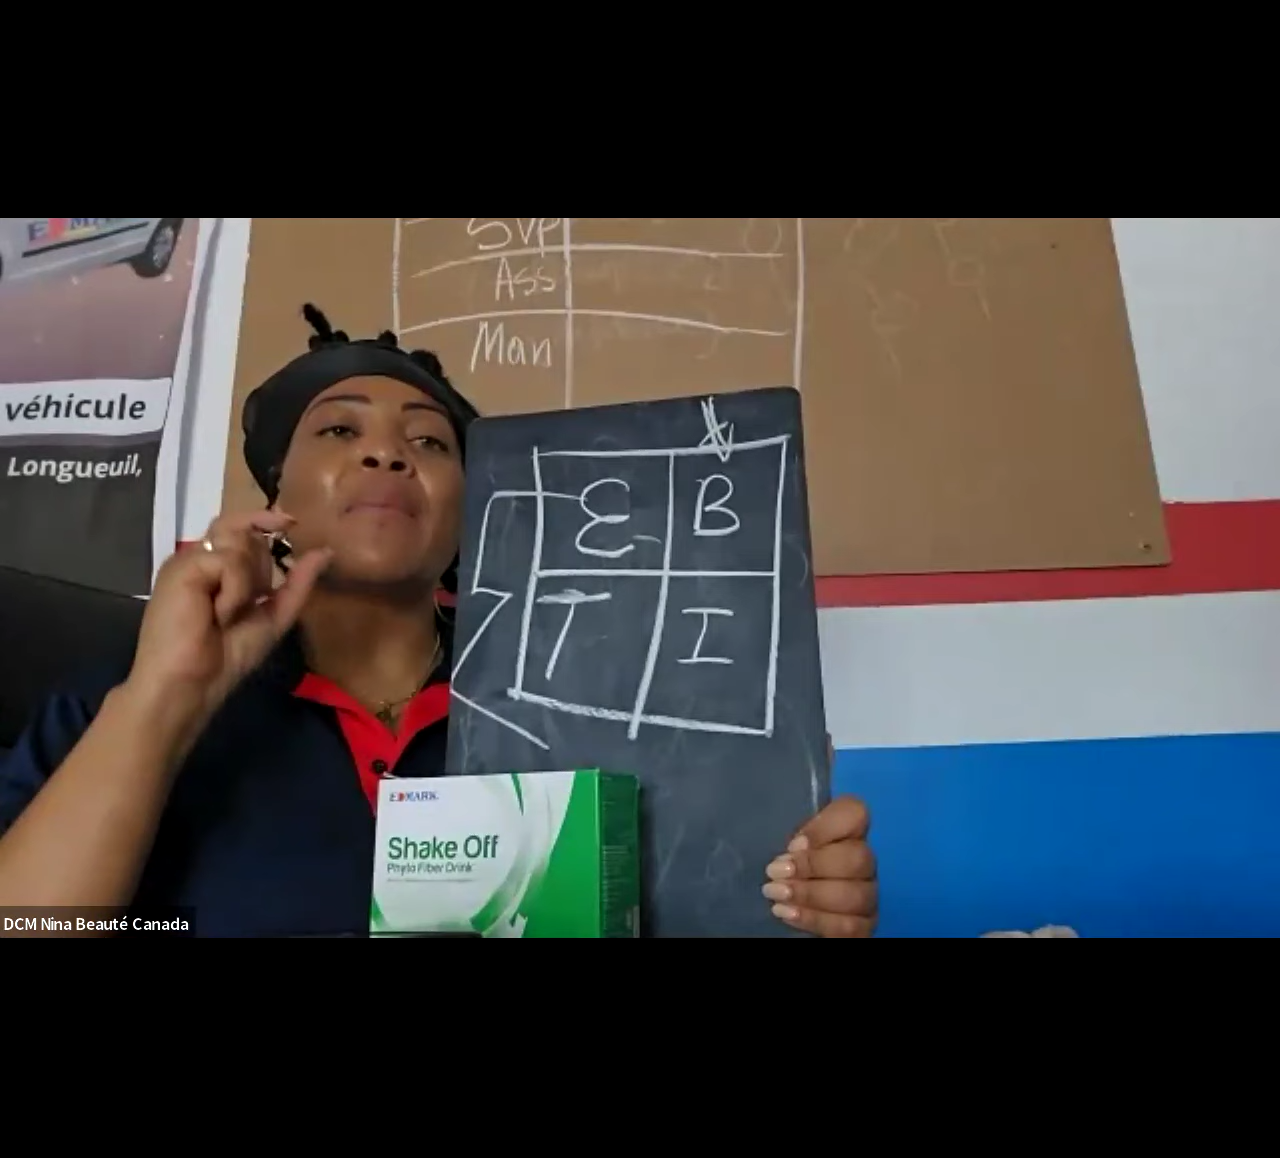 SVP
Ass
Man
véhicule
Longueuil,
E B
T I
EDMARK
Shake Off
Phyto Fiber Drink
DCM Nina Beauté Canada